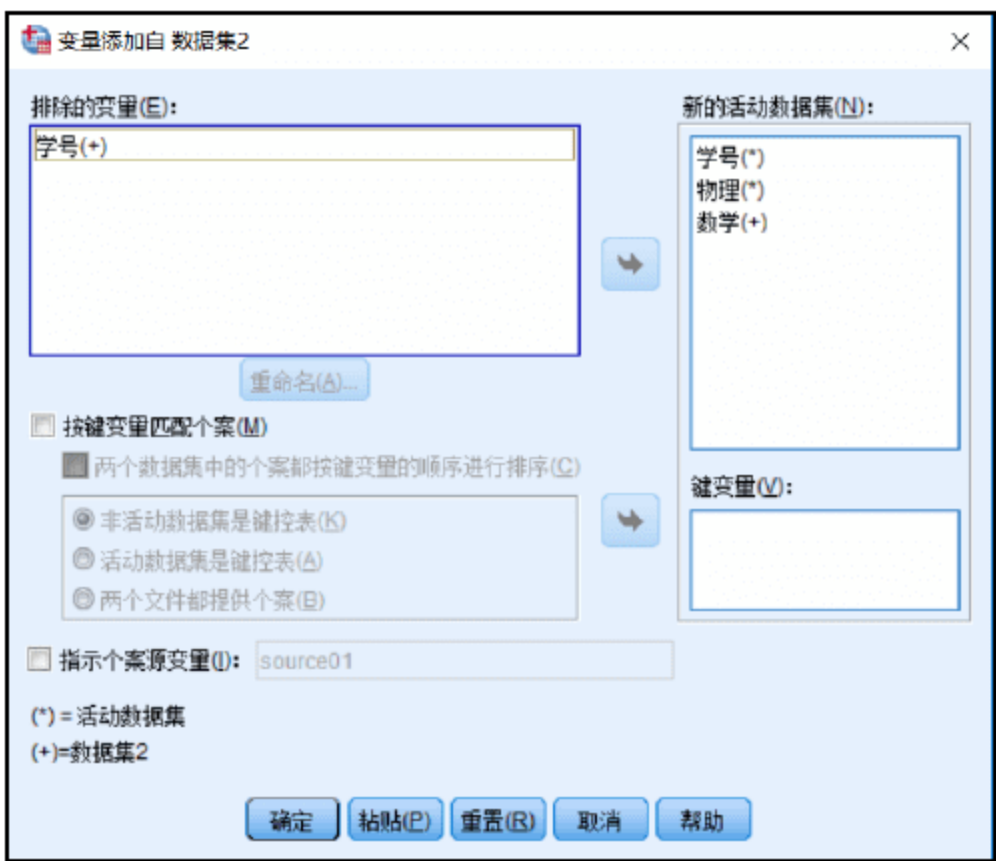 变量添加自 数据集2
排除的变量(E)：
学号(+)
新的活动数据集(N)：
学号(*)
物理(*)
数学(+)
重命名(A)...
按键变量匹配个案(M)
两个数据集中的个案都按键变量的顺序进行排序(C)
非活动数据集是键控表(K)
活动数据集是键控表(A)
两个文件都提供个案(B)
键变量(V)：
指示个案源变量(I)： source01
(*) = 活动数据集
(+)=数据集2
确定 粘贴(P) 重置(R) 取消 帮助